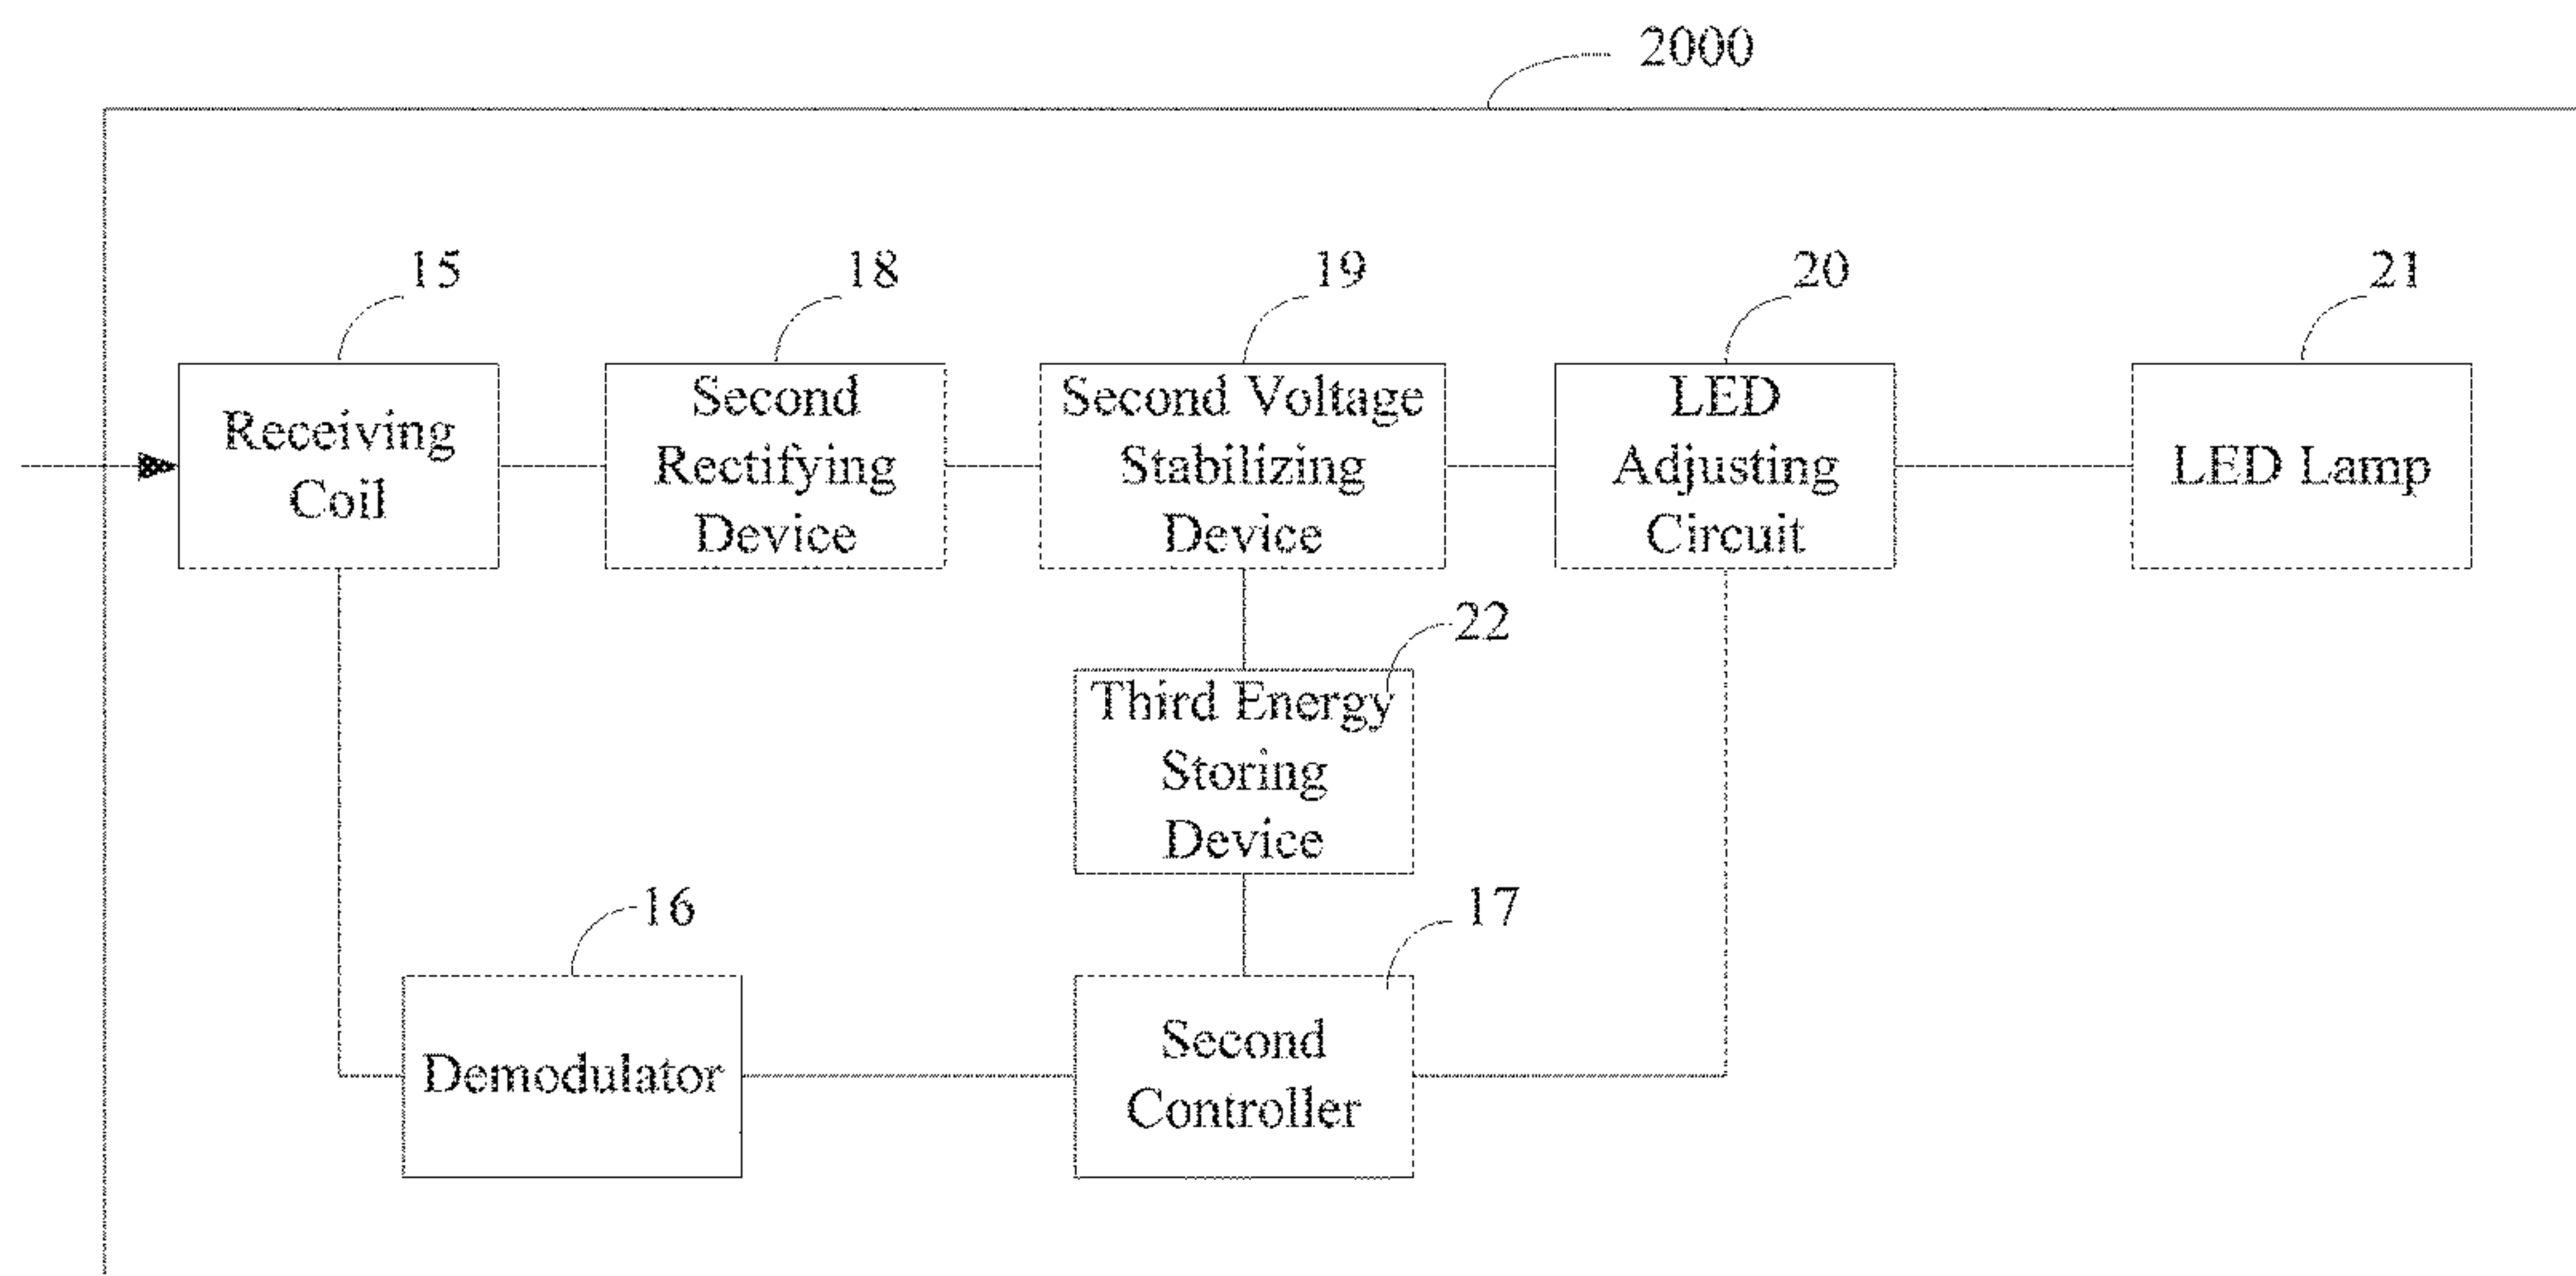 2000
15
18
19
20
21
Receiving
Coil
Second
Rectifying
Device
Second Voltage
Stabilizing
Device
LED
Adjusting
Circuit
LED Lamp
22
Third Energy
Storing
Device
16
17
Demodulator
Second
Controller